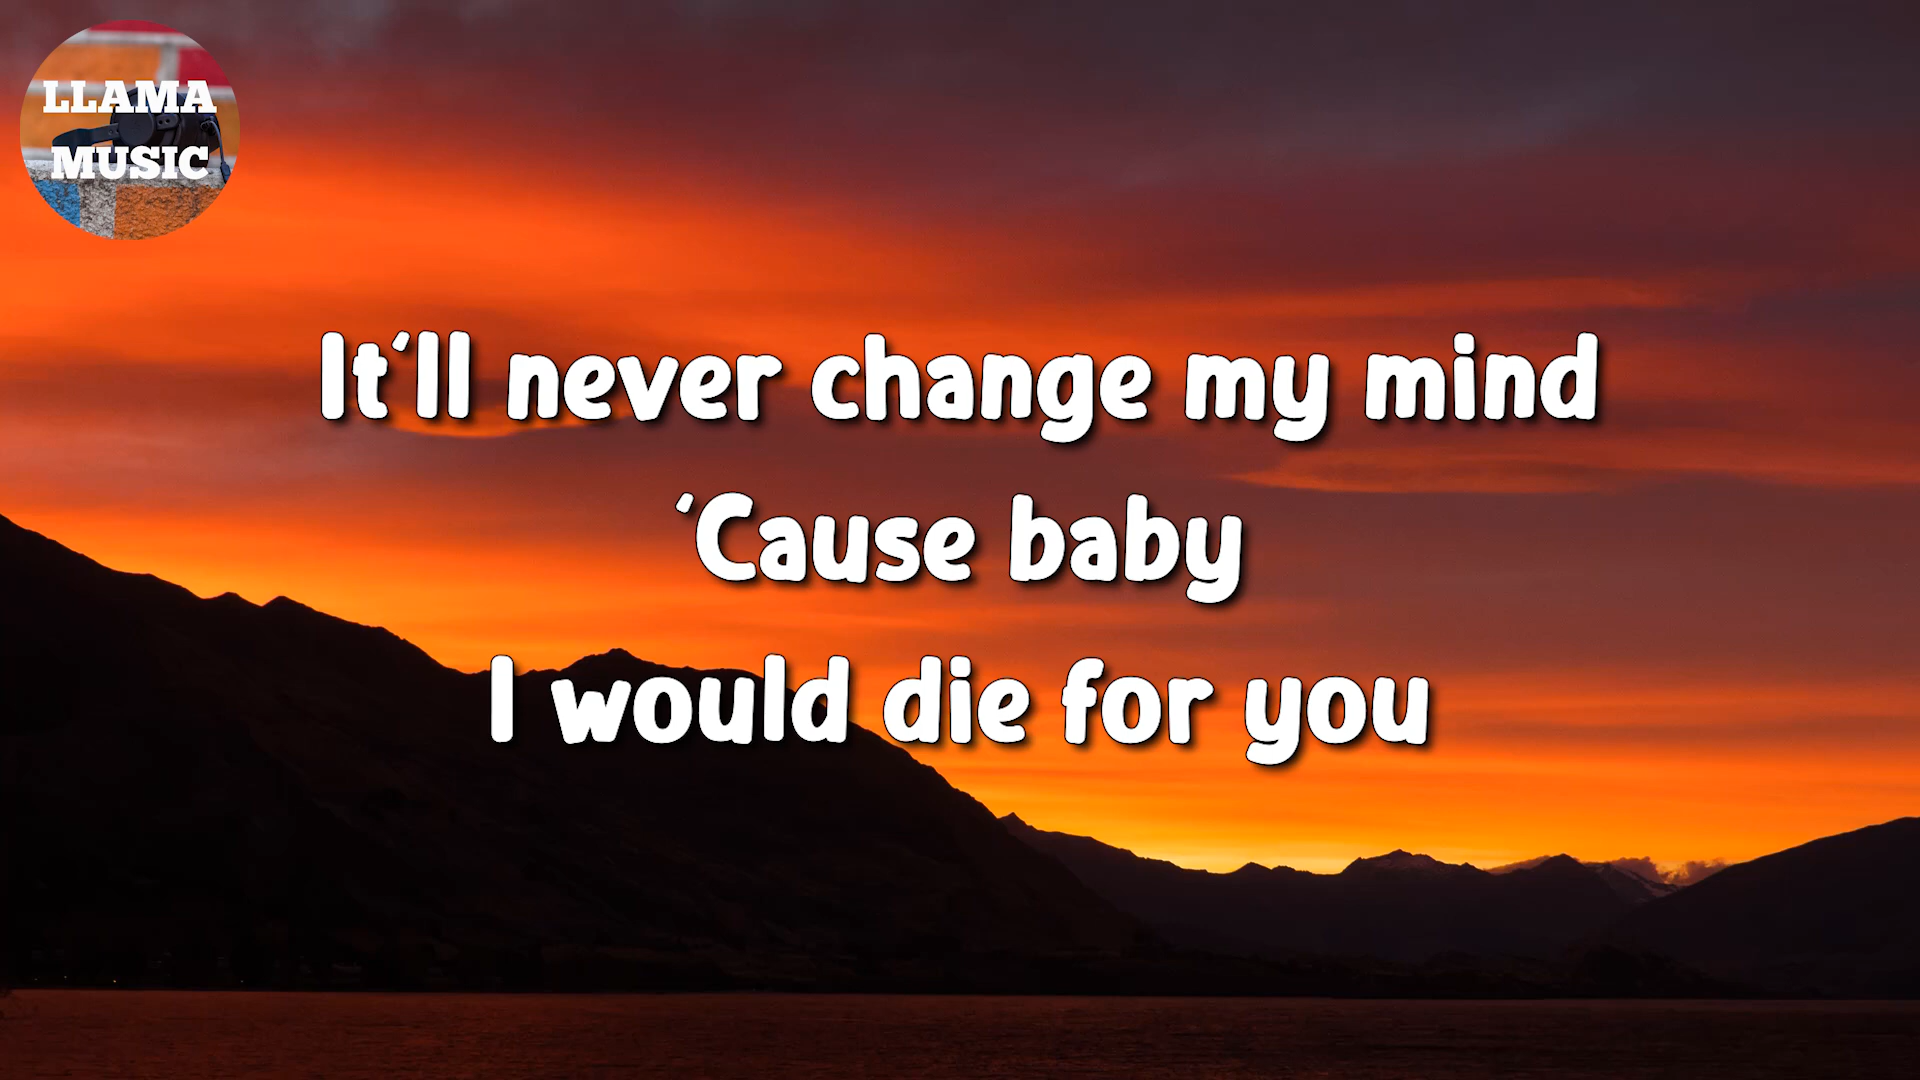 LLAMA
MUSIC
It'll never change my mind
'Cause baby
I would die for you